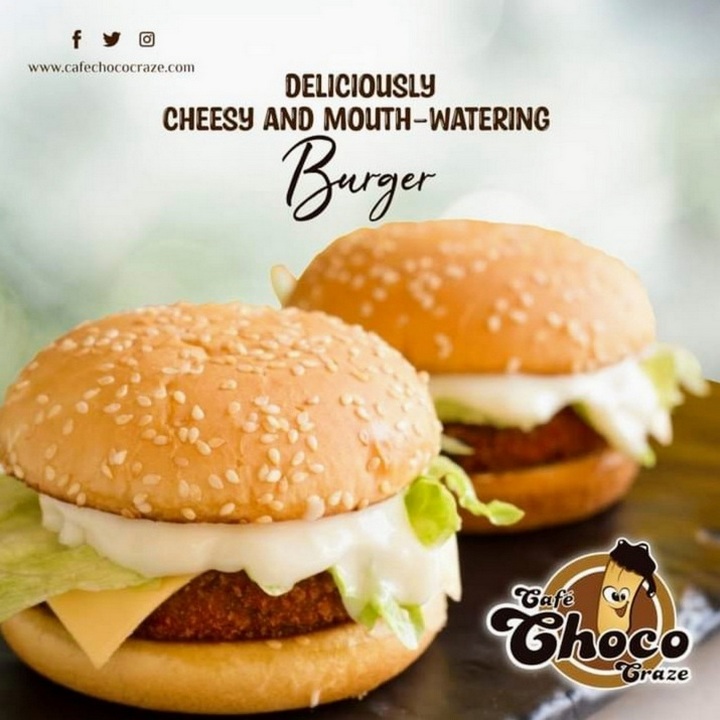 www.cafechococraze.com
DELICIOUSLY
CHEESY AND MOUTH-WATERING
Burger
Café
Choco
Craze